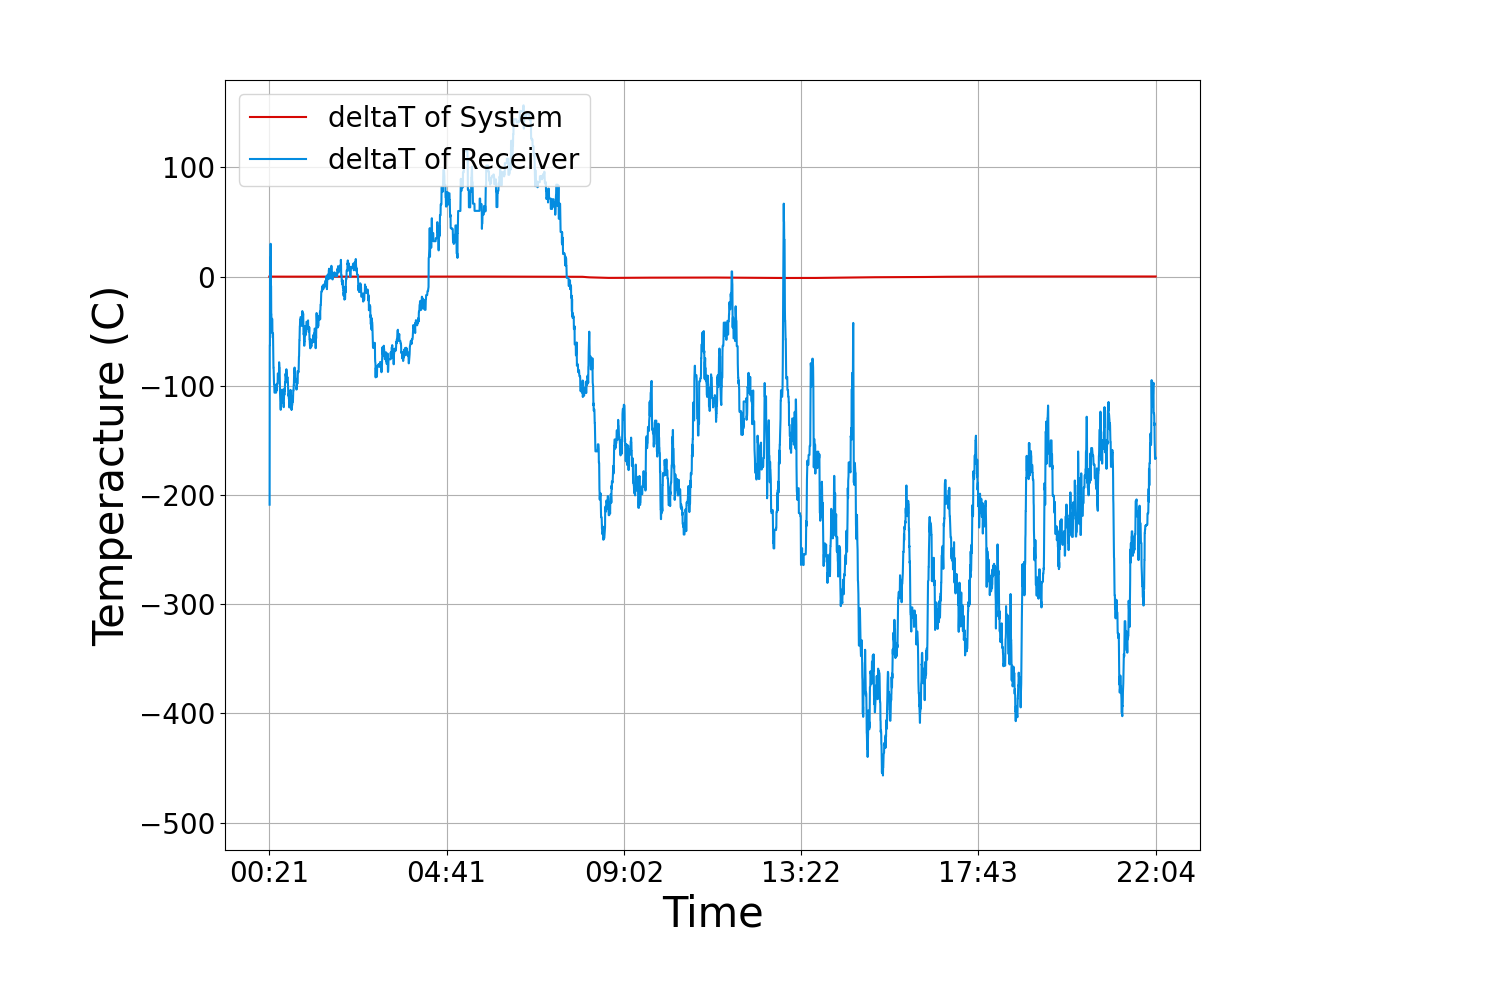 deltaT of System
deltaT of Receiver
100
0
−100
−200
−300
−400
−500
Temperacture (C)
00:21 04:41 09:02 13:22 17:43 22:04
Time